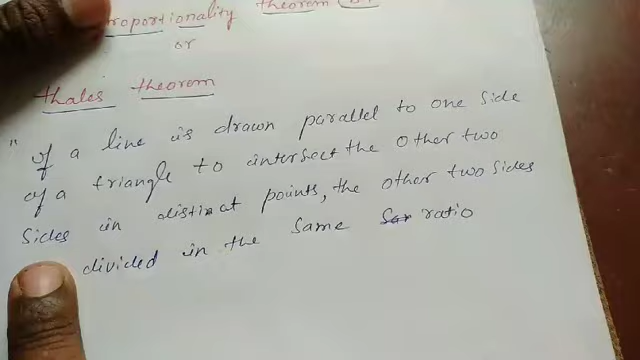 proportionality theorem
or
thales theorem
" If a line is drawn parallel to one side
of a triangle to intersect the other two
sides in distinct points, the other two sides
divided in the same ratio